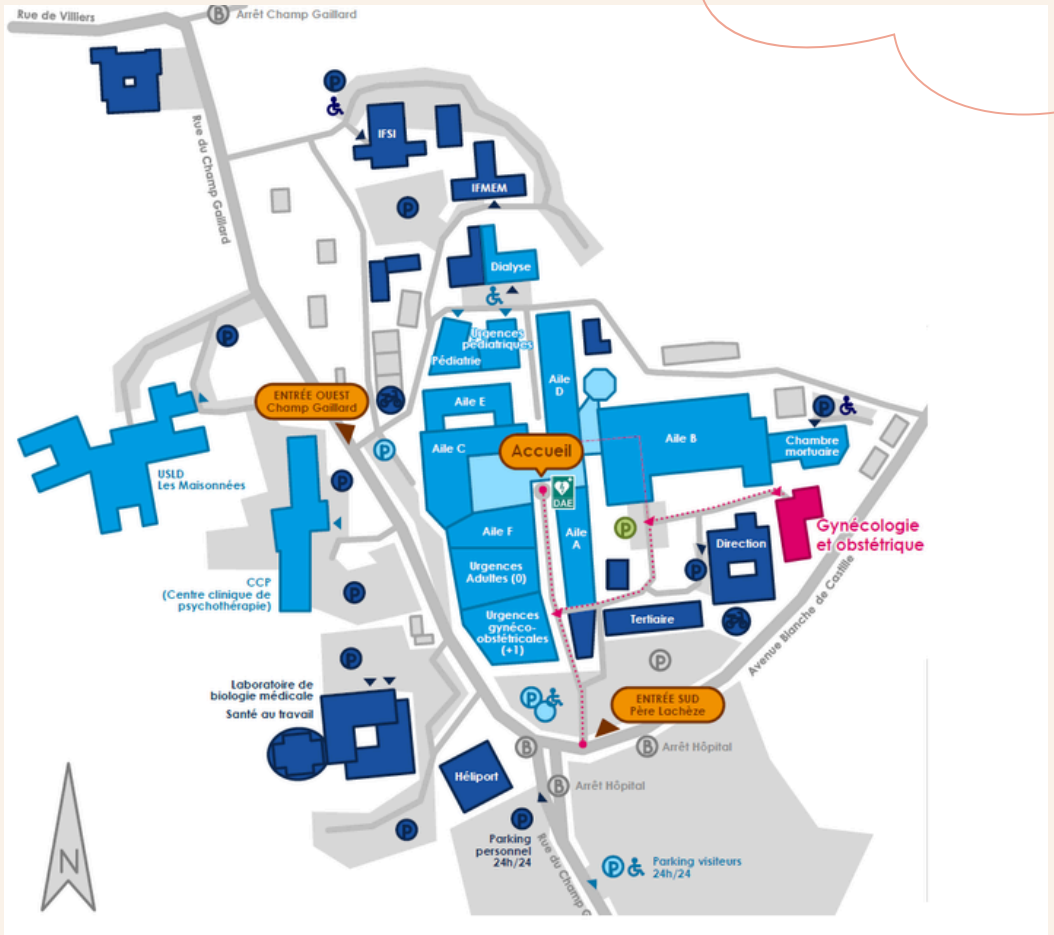 Rue de Villiers
B Arrêt Champ Gaillard
P
Rue du Champ Gaillard
IFSI
IFMEM
P
Dialyse
P
Urgences
pédiatriques
Pédiatrie
Aile
D
ENTRÉE OUEST
Champ Gaillard
Aile E
P
Aile C
P
Accueil
Aile B
Chambre
mortuaire
USLD
Les Maisonnées
P
DAE
Aile F
Aile
A
P
Gynécologie
et obstétrique
Direction
Urgences
Adultes (0)
P
CCP
(Centre clinique de
psychothérapie)
P
Urgences
gynéco-
obstétricales
(+1)
Tertiaire
Avenue Blanche de Castille
P
P
Laboratoire de
biologie médicale
Santé au travail
P
ENTRÉE SUD
Père Lachèze
B
B Arrêt Hôpital
Héliport
B Arrêt Hôpital
P
Parking
personnel
24h/24
P
Rue du Champ G
P Parking visiteurs
24h/24
N